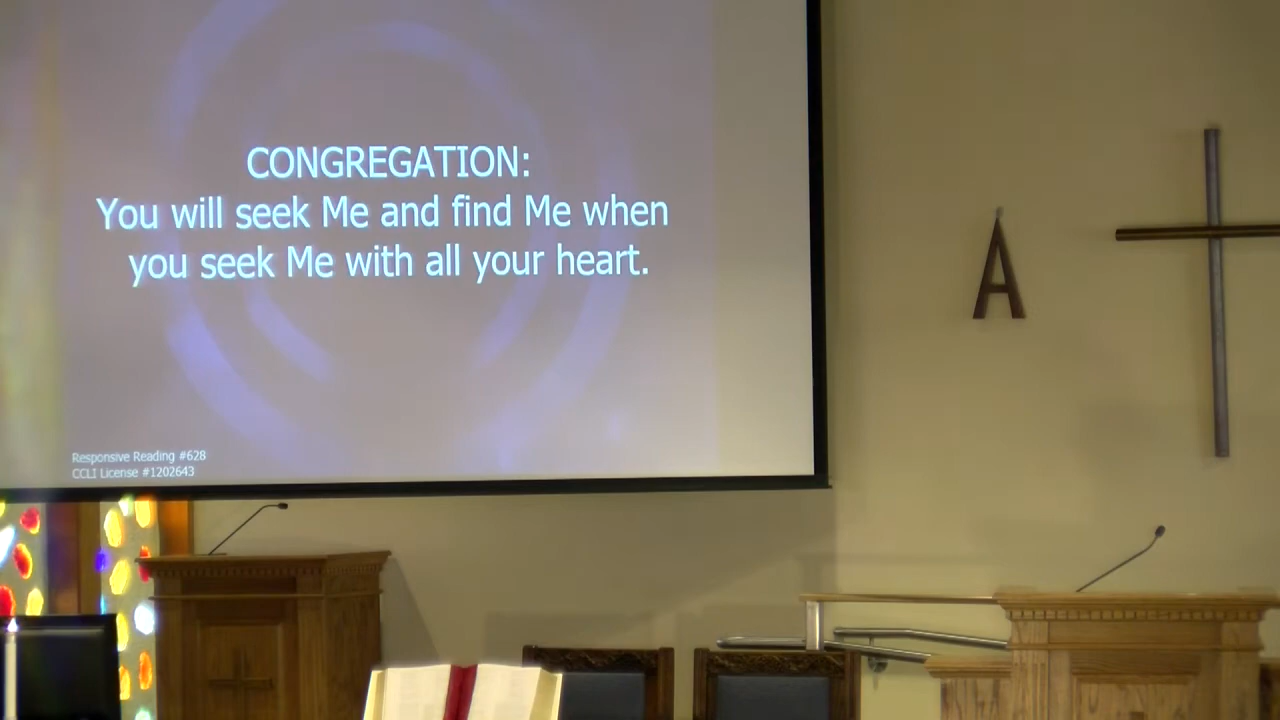 CONGREGATION:
You will seek Me and find Me when
you seek Me with all your heart.
Responsive Reading #628
CCLI License #1202643
A